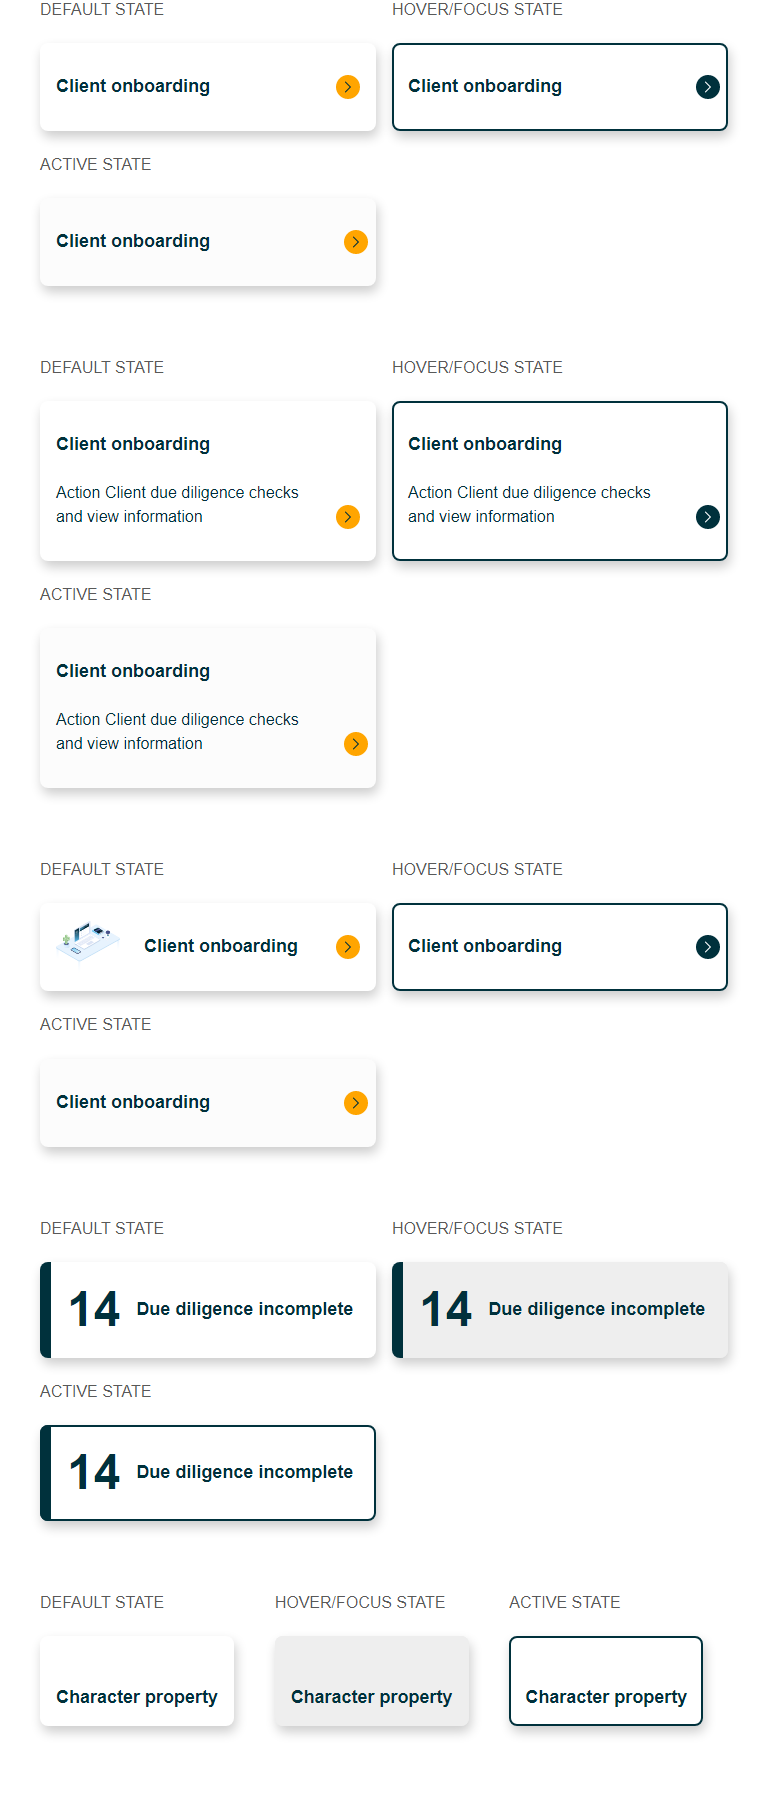 DEFAULT STATE
HOVER/FOCUS STATE
Client onboarding
Client onboarding
ACTIVE STATE
Client onboarding
DEFAULT STATE
HOVER/FOCUS STATE
Client onboarding
Action Client due diligence checks
and view information
Client onboarding
Action Client due diligence checks
and view information
ACTIVE STATE
Client onboarding
Action Client due diligence checks
and view information
DEFAULT STATE
HOVER/FOCUS STATE
Client onboarding
Client onboarding
ACTIVE STATE
Client onboarding
DEFAULT STATE
HOVER/FOCUS STATE
14 Due diligence incomplete
14 Due diligence incomplete
ACTIVE STATE
14 Due diligence incomplete
DEFAULT STATE
HOVER/FOCUS STATE
ACTIVE STATE
Character property
Character property
Character property